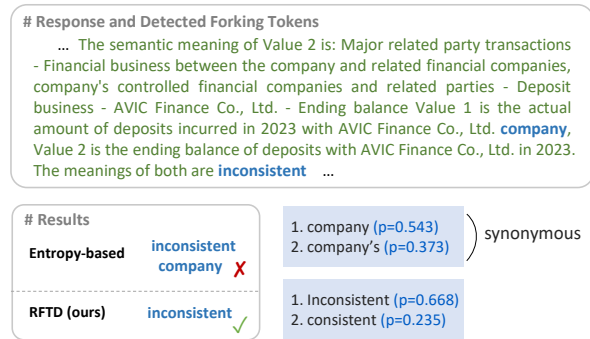 # Response and Detected Forking Tokens
... The semantic meaning of Value 2 is: Major related party transactions
- Financial business between the company and related financial companies,
company's controlled financial companies and related parties - Deposit
business - AVIC Finance Co., Ltd. - Ending balance Value 1 is the actual
amount of deposits incurred in 2023 with AVIC Finance Co., Ltd. company,
Value 2 is the ending balance of deposits with AVIC Finance Co., Ltd. in 2023.
The meanings of both are inconsistent ...
# Results
Entropy-based inconsistent
company ✗
RFTD (ours) inconsistent ✓
1. company (p=0.543)
2. company's (p=0.373)
synonymous
1. Inconsistent (p=0.668)
2. consistent (p=0.235)